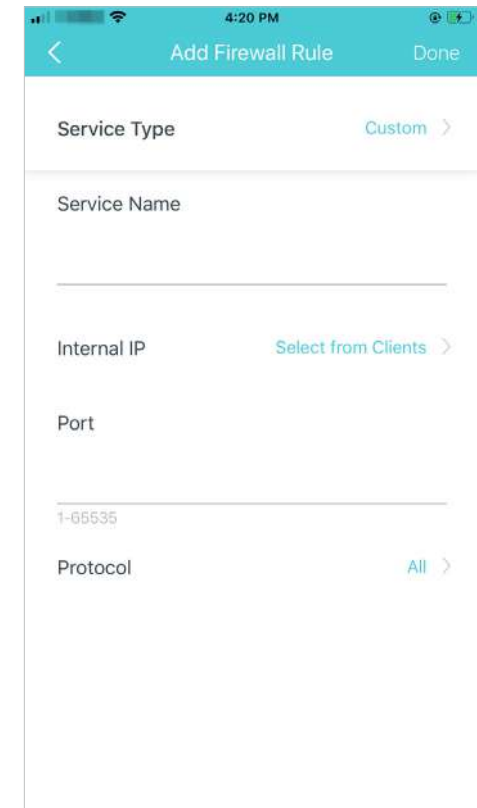 4:20 PM
Add Firewall Rule Done
Service Type Custom
Service Name
Internal IP Select from Clients
Port
1-65535
Protocol All